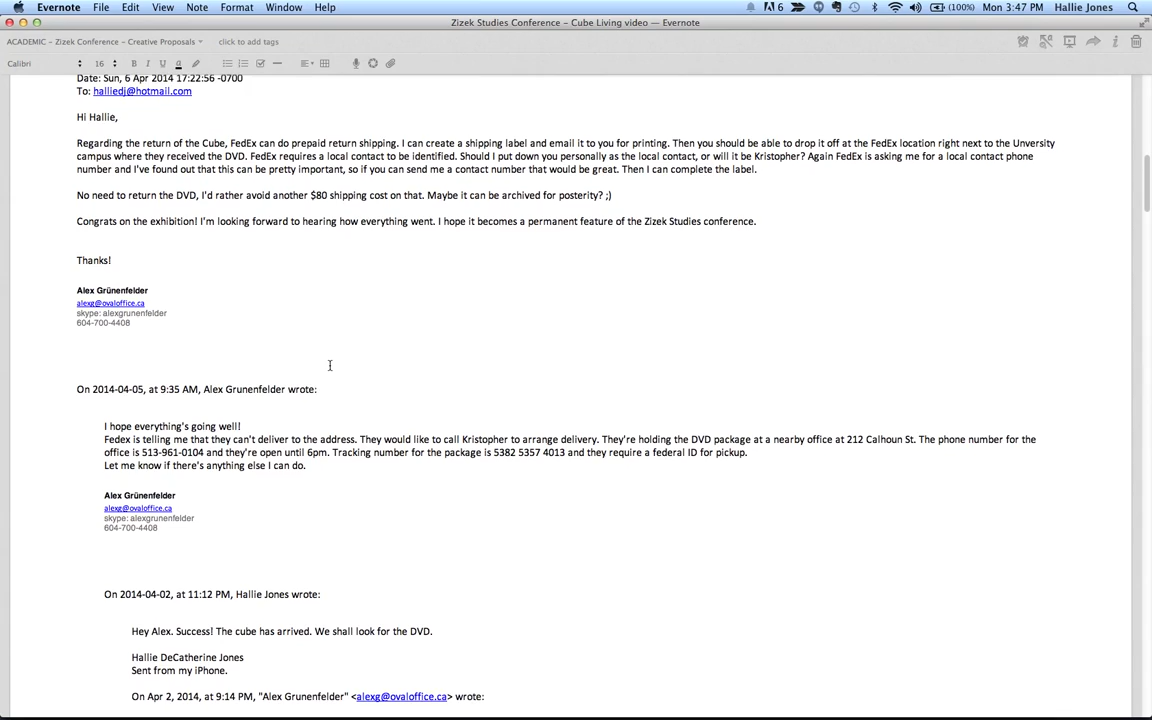 Evernote File Edit View Note Format Window Help 6 (100%) Mon 3:47 PM Hallie Jones
Zizek Studies Conference – Cube Living video — Evernote
ACADEMIC – Zizek Conference – Creative Proposals click to add tags
Calibri 16 B I U a
Date: Sun, 6 Apr 2014 17:22:56 -0700
To: halliedj@hotmail.com
Hi Hallie,
Regarding the return of the Cube, FedEx can do prepaid return shipping. I can create a shipping label and email it to you for printing. Then you should be able to drop it off at the FedEx location right next to the Unversity
campus where they received the DVD. FedEx requires a local contact to be identified. Should I put down you personally as the local contact, or will it be Kristopher? Again FedEx is asking me for a local contact phone
number and I've found out that this can be pretty important, so if you can send me a contact number that would be great. Then I can complete the label.
No need to return the DVD, I'd rather avoid another $80 shipping cost on that. Maybe it can be archived for posterity? ;)
Congrats on the exhibition! I'm looking forward to hearing how everything went. I hope it becomes a permanent feature of the Zizek Studies conference.
Thanks!
Alex Grünenfelder
alexg@ovaloffice.ca
skype: alexgrunenfelder
604-700-4408
On 2014-04-05, at 9:35 AM, Alex Grunenfelder wrote:
I hope everything's going well!
Fedex is telling me that they can't deliver to the address. They would like to call Kristopher to arrange delivery. They're holding the DVD package at a nearby office at 212 Calhoun St. The phone number for the
office is 513-961-0104 and they're open until 6pm. Tracking number for the package is 5382 5357 4013 and they require a federal ID for pickup.
Let me know if there's anything else I can do.
Alex Grünenfelder
alexg@ovaloffice.ca
skype: alexgrunenfelder
604-700-4408
On 2014-04-02, at 11:12 PM, Hallie Jones wrote:
Hey Alex. Success! The cube has arrived. We shall look for the DVD.
Hallie DeCatherine Jones
Sent from my iPhone.
On Apr 2, 2014, at 9:14 PM, "Alex Grunenfelder" <alexg@ovaloffice.ca> wrote: